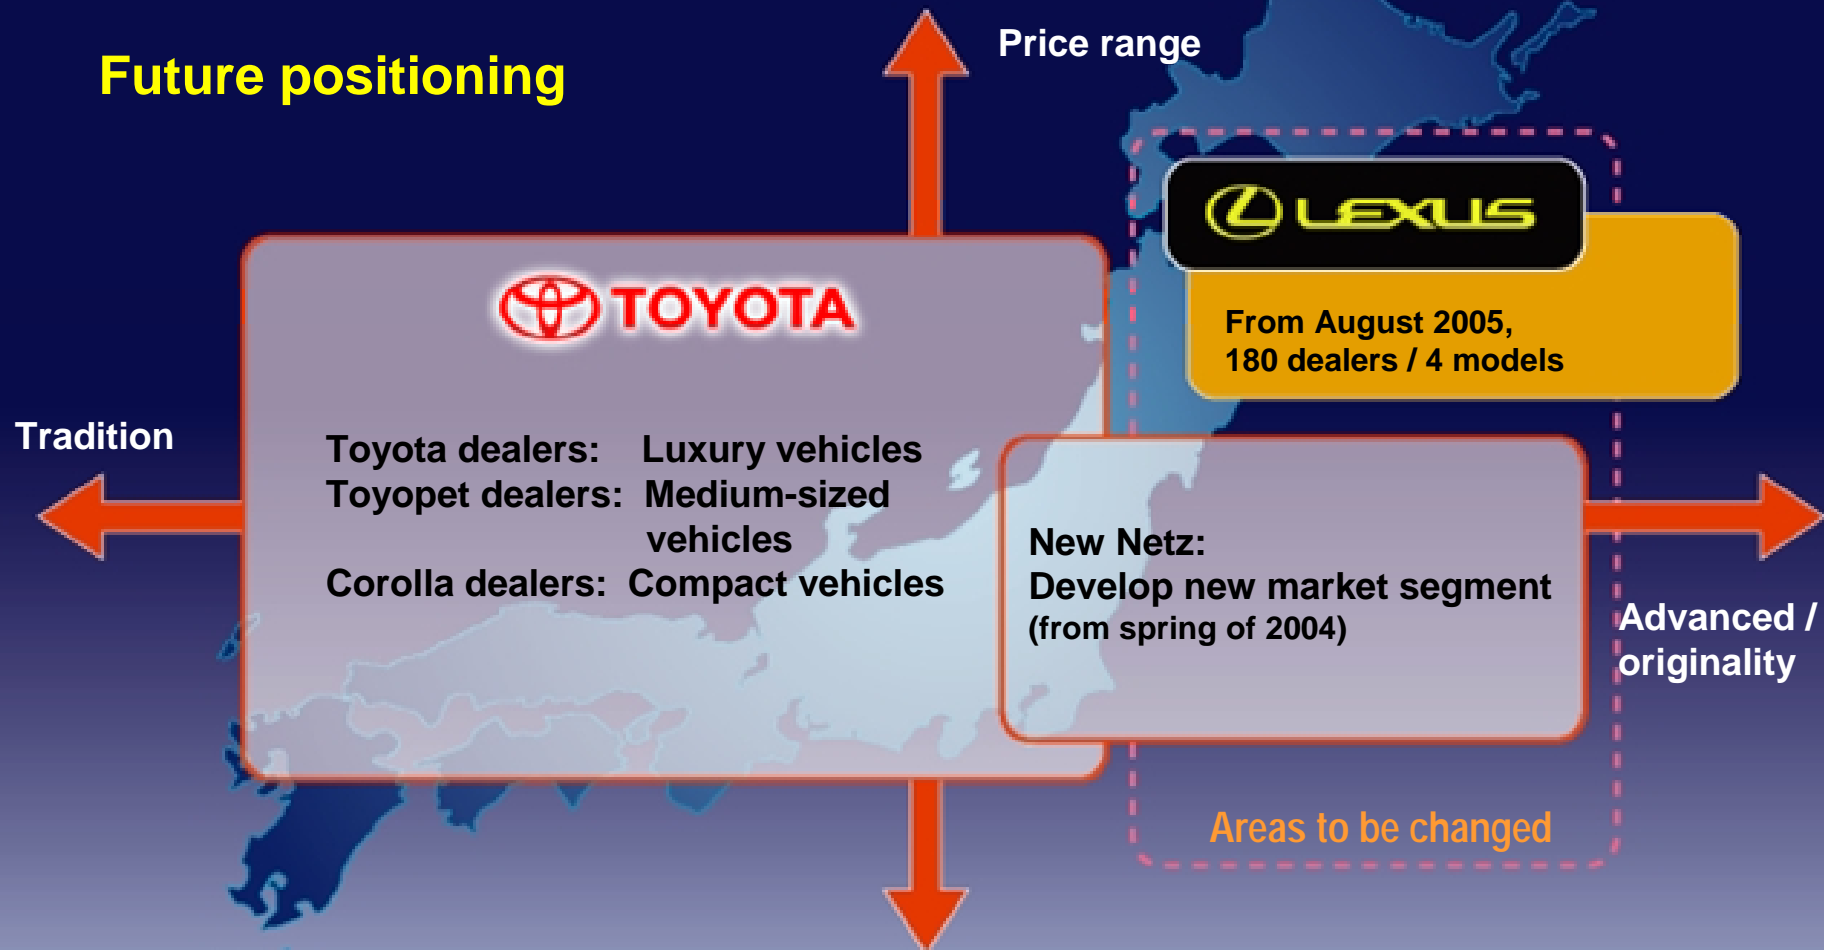 Future positioning
Price range
LEXUS
From August 2005,
180 dealers / 4 models
TOYOTA
Tradition
Toyota dealers: Luxury vehicles
Toyopet dealers: Medium-sized
vehicles
Corolla dealers: Compact vehicles
New Netz:
Develop new market segment
(from spring of 2004)
Advanced /
originality
Areas to be changed